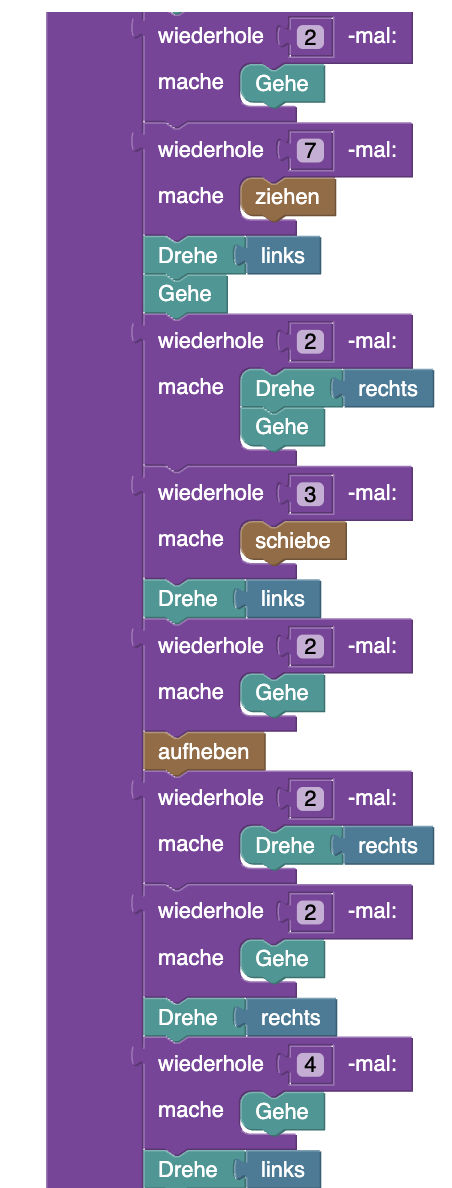 wiederhole 2 -mal:
mache Gehe
wiederhole 7 -mal:
mache ziehen
Drehe links
Gehe
wiederhole 2 -mal:
mache Drehe rechts
Gehe
wiederhole 3 -mal:
mache schiebe
Drehe links
wiederhole 2 -mal:
mache Gehe
aufheben
wiederhole 2 -mal:
mache Drehe rechts
wiederhole 2 -mal:
mache Gehe
Drehe rechts
wiederhole 4 -mal:
mache Gehe
Drehe links